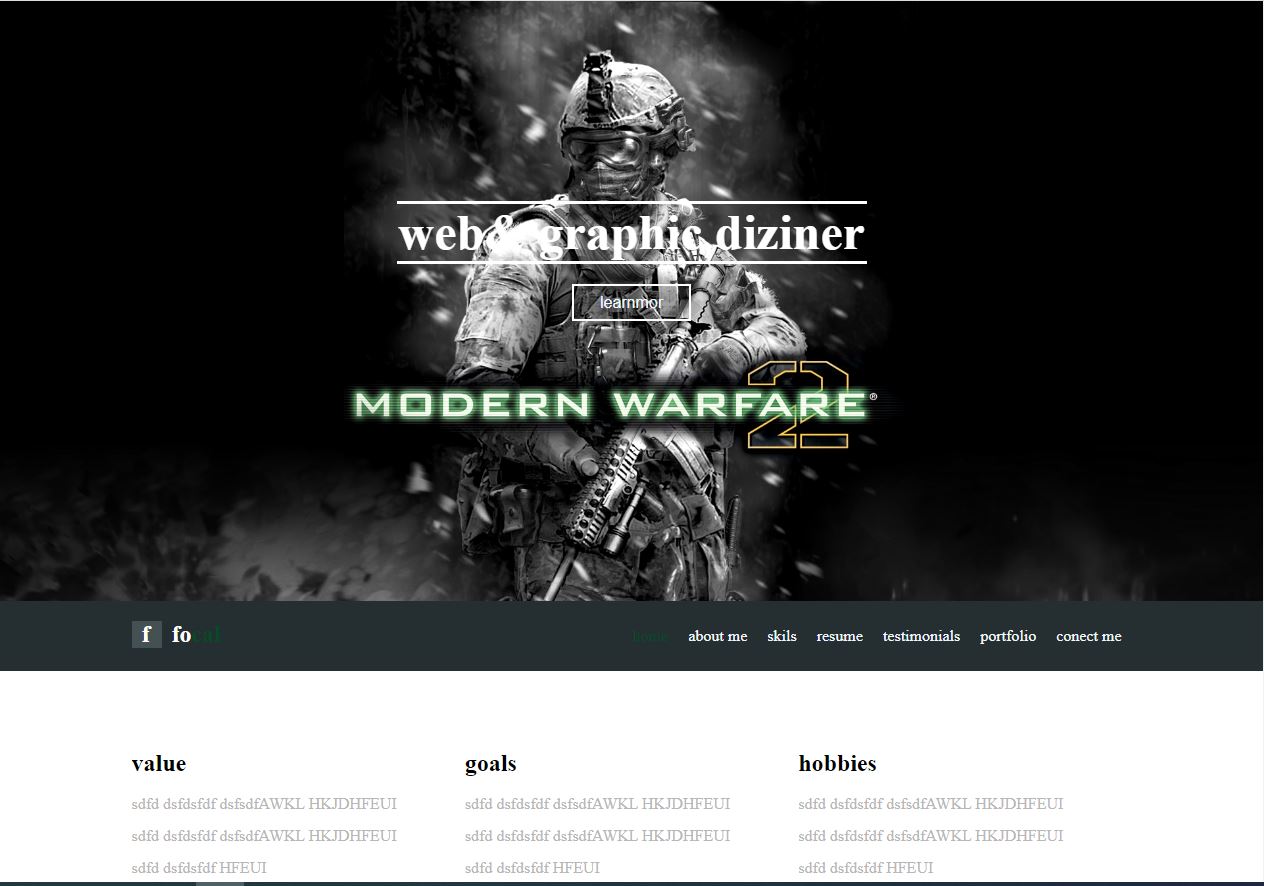 web& graphic diziner
learnmor
MODERN WARFARE 2 ®
f focal home about me skils resume testimonials portfolio conect me
value goals hobbies
sdfd dsfdsfdf dsfsdfAWKL HKJDHFEUI sdfd dsfdsfdf dsfsdfAWKL HKJDHFEUI sdfd dsfdsfdf dsfsdfAWKL HKJDHFEUI
sdfd dsfdsfdf dsfsdfAWKL HKJDHFEUI sdfd dsfdsfdf dsfsdfAWKL HKJDHFEUI sdfd dsfdsfdf dsfsdfAWKL HKJDHFEUI
sdfd dsfdsfdf HFEUI sdfd dsfdsfdf HFEUI sdfd dsfdsfdf HFEUI